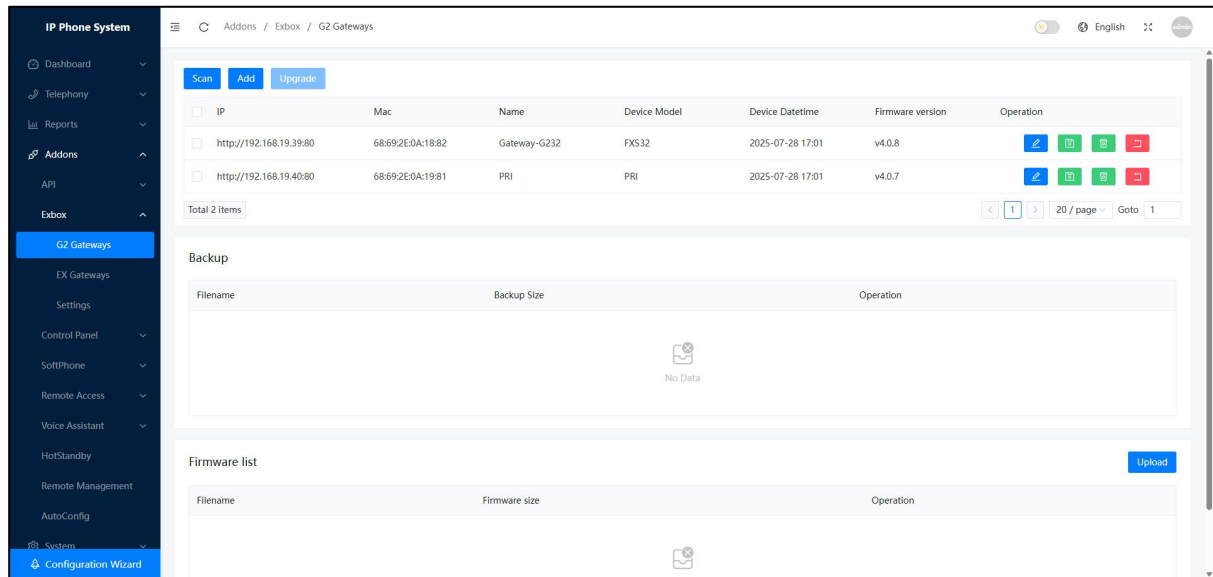 IP Phone System
Addons / Exbox / G2 Gateways
English
admin
Dashboard
Telephony
Reports
Addons
API
Exbox
G2 Gateways
EX Gateways
Settings
Control Panel
SoftPhone
Remote Access
Voice Assistant
HotStandby
Remote Management
AutoConfig
System
Configuration Wizard
Scan Add Upgrade
IP Mac Name Device Model Device Datetime Firmware version Operation
http://192.168.19.39:80 68:69:2E:0A:18:82 Gateway-G232 FXS32 2025-07-28 17:01 v4.0.8
http://192.168.19.40:80 68:69:2E:0A:19:81 PRI PRI 2025-07-28 17:01 v4.0.7
Total 2 items < 1 > 20 / page Goto 1
Backup
Filename Backup Size Operation
No Data
Firmware list Upload
Filename Firmware size Operation